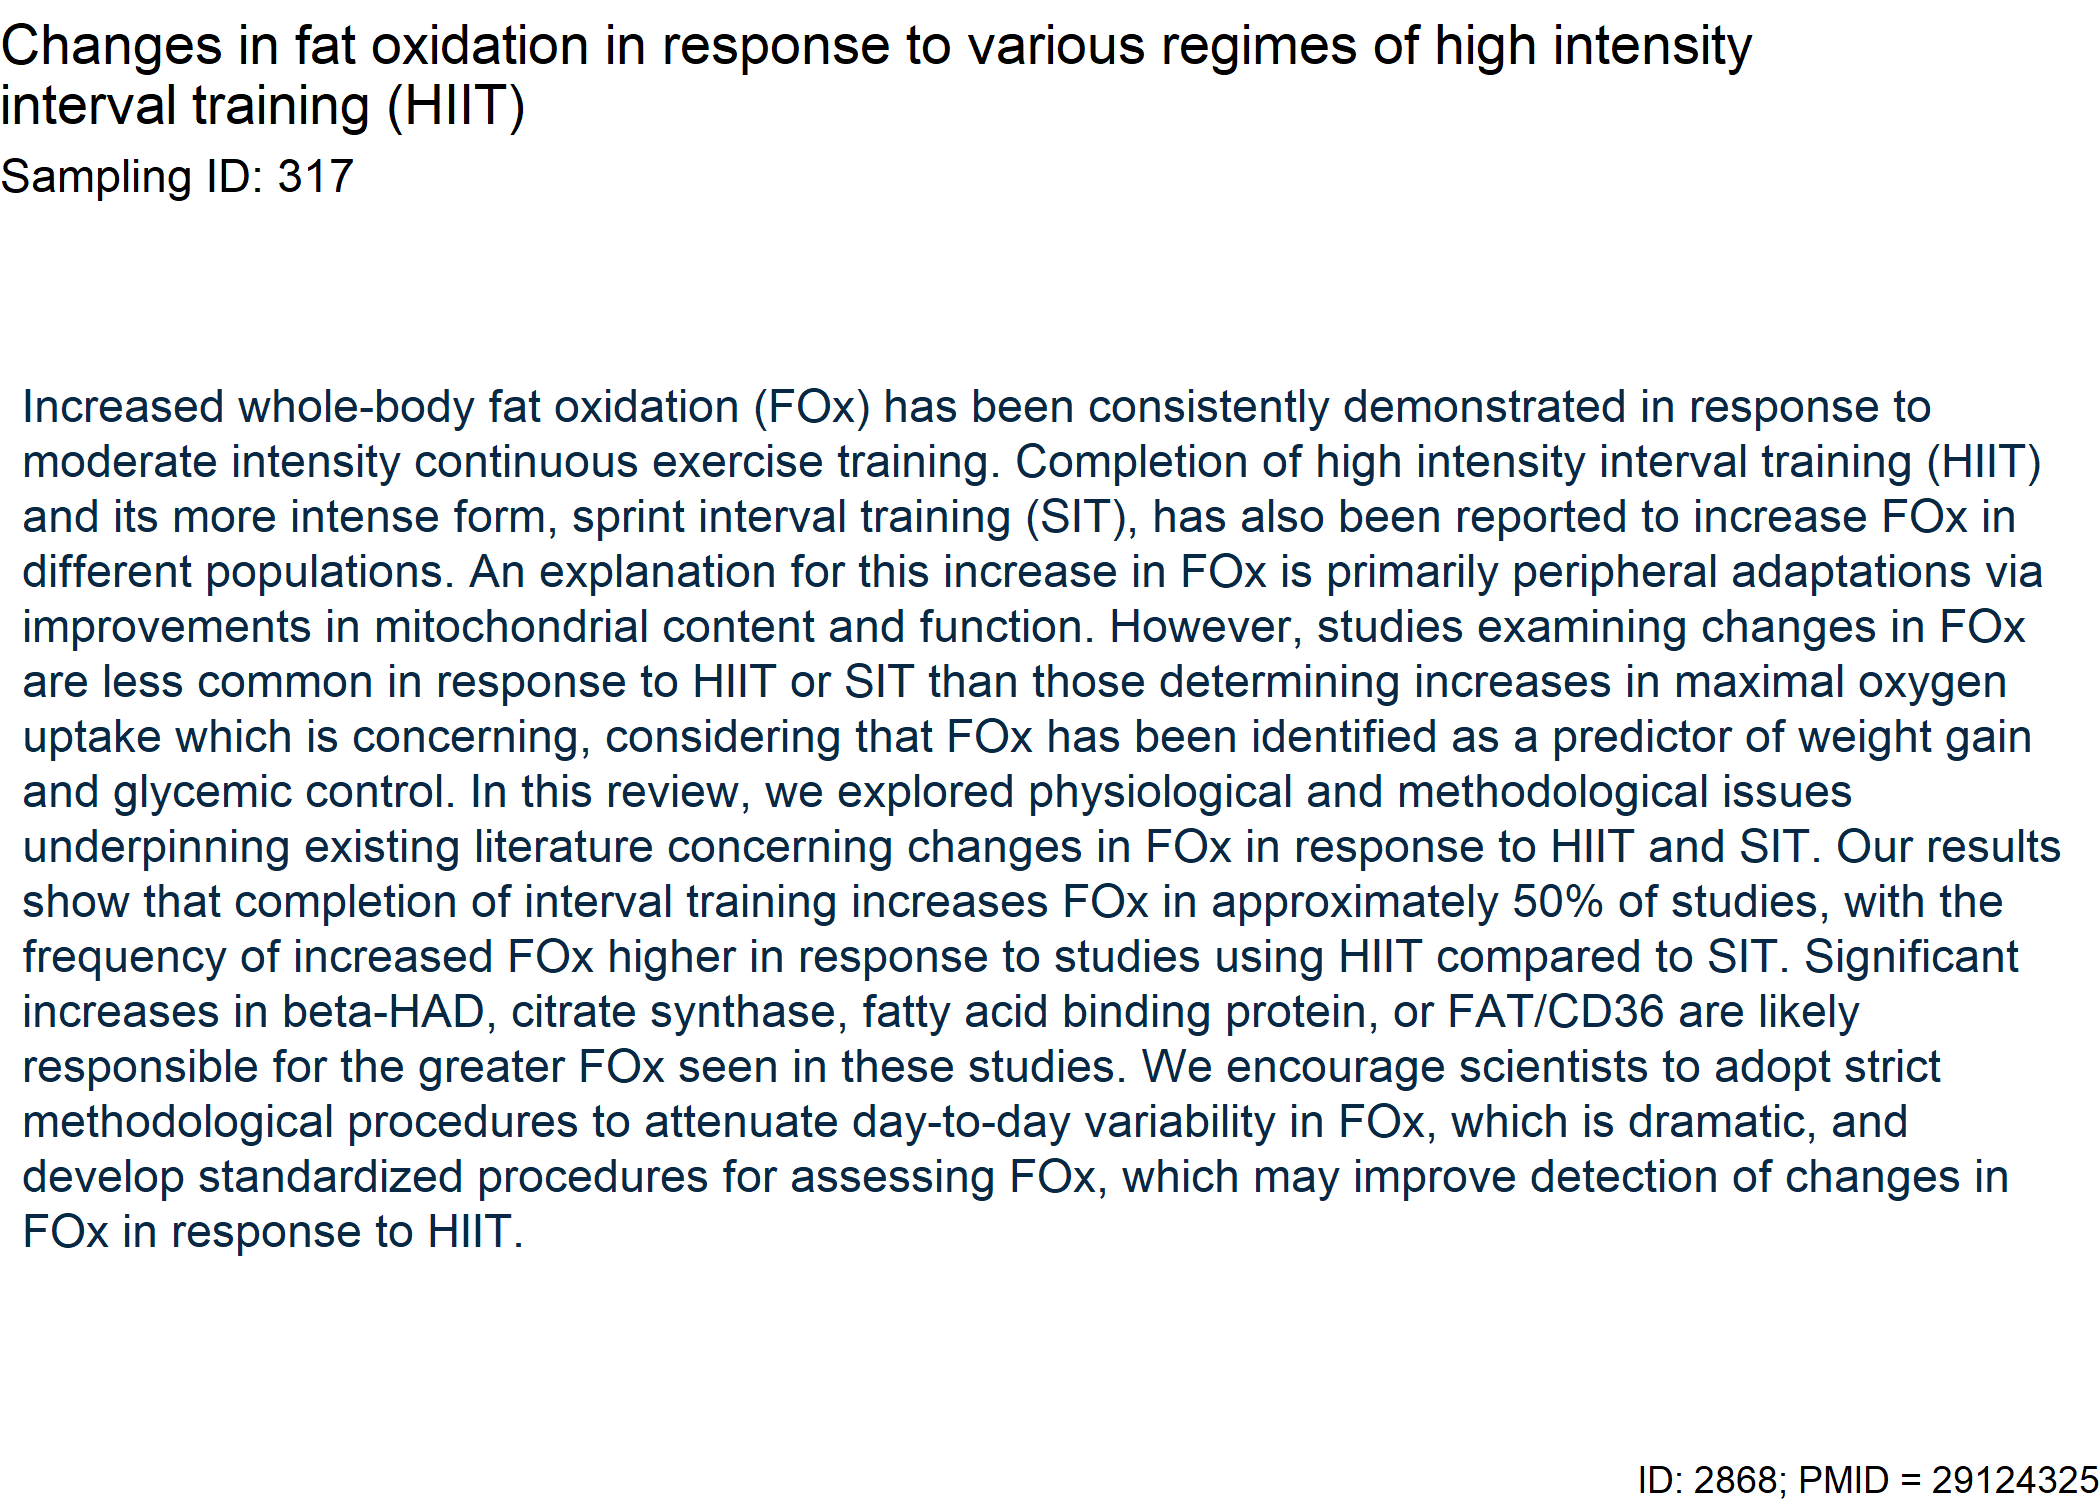 Changes in fat oxidation in response to various regimes of high intensity
interval training (HIIT)
Sampling ID: 317
Increased whole-body fat oxidation (FOx) has been consistently demonstrated in response to
moderate intensity continuous exercise training. Completion of high intensity interval training (HIIT)
and its more intense form, sprint interval training (SIT), has also been reported to increase FOx in
different populations. An explanation for this increase in FOx is primarily peripheral adaptations via
improvements in mitochondrial content and function. However, studies examining changes in FOx
are less common in response to HIIT or SIT than those determining increases in maximal oxygen
uptake which is concerning, considering that FOx has been identified as a predictor of weight gain
and glycemic control. In this review, we explored physiological and methodological issues
underpinning existing literature concerning changes in FOx in response to HIIT and SIT. Our results
show that completion of interval training increases FOx in approximately 50% of studies, with the
frequency of increased FOx higher in response to studies using HIIT compared to SIT. Significant
increases in beta-HAD, citrate synthase, fatty acid binding protein, or FAT/CD36 are likely
responsible for the greater FOx seen in these studies. We encourage scientists to adopt strict
methodological procedures to attenuate day-to-day variability in FOx, which is dramatic, and
develop standardized procedures for assessing FOx, which may improve detection of changes in
FOx in response to HIIT.
ID: 2868; PMID = 29124325